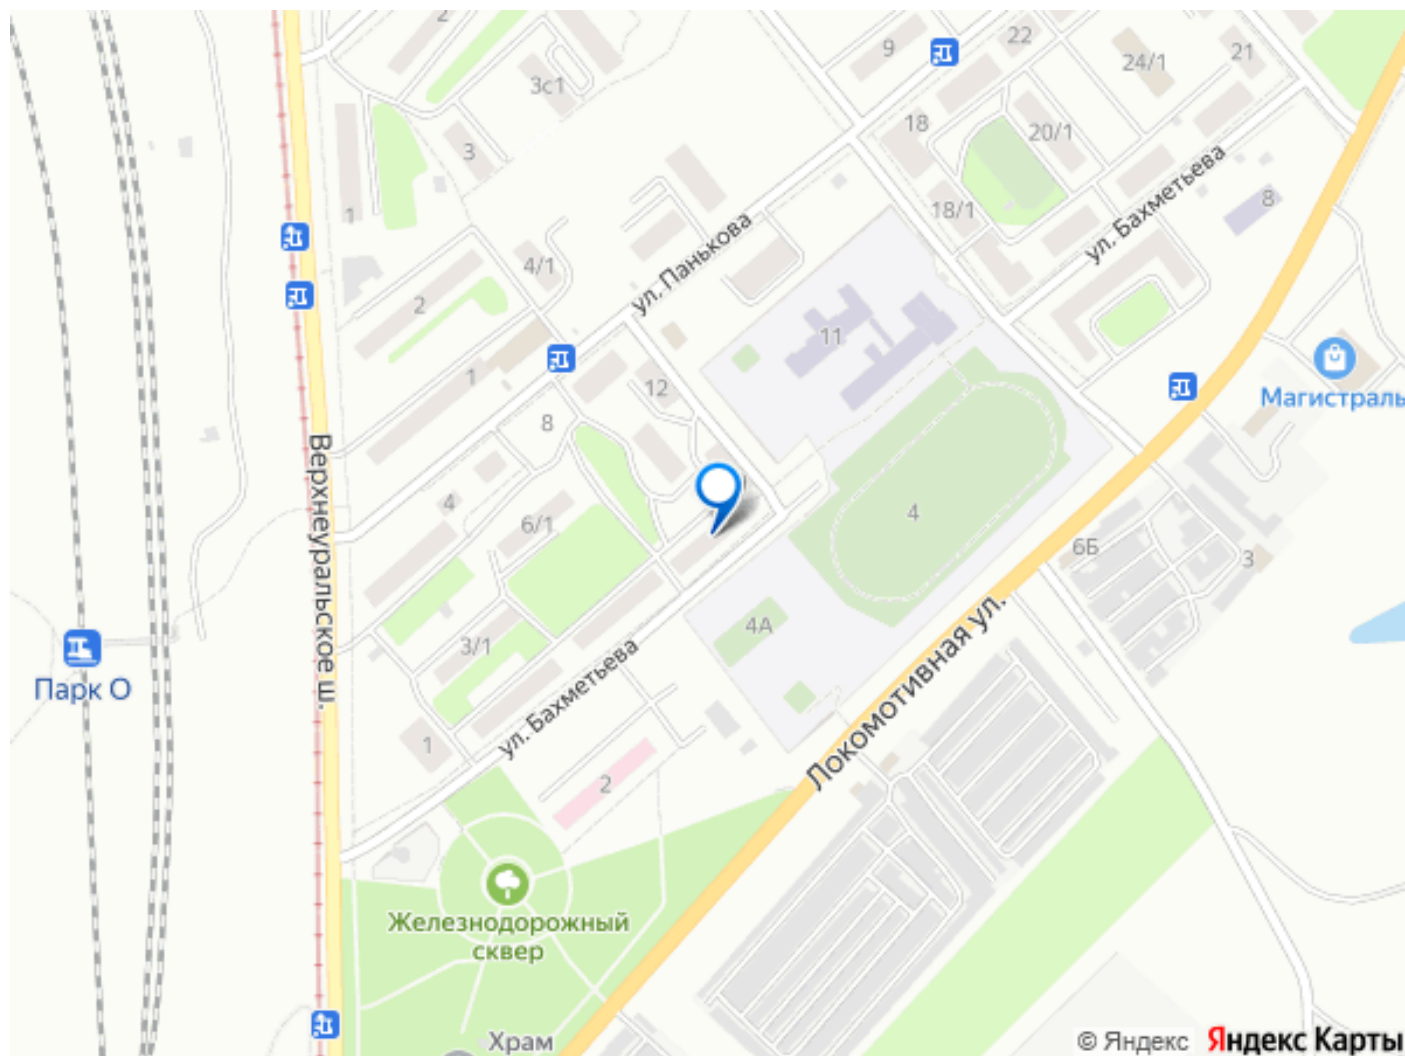 2
9
22
24/1
21
3с1
18
20/1
3
1
18/1
8
ул. Бахметьева
4/1
ул. Панькова
2
11
1
12
Магистраль
8
Верхнеуральское ш.
4
6/1
4
6Б
3
4А
3/1
Парк О
ул. Бахметьева
Локомотивная ул.
1
2
Железнодорожный
сквер
Храм
© Яндекс Яндекс Карты